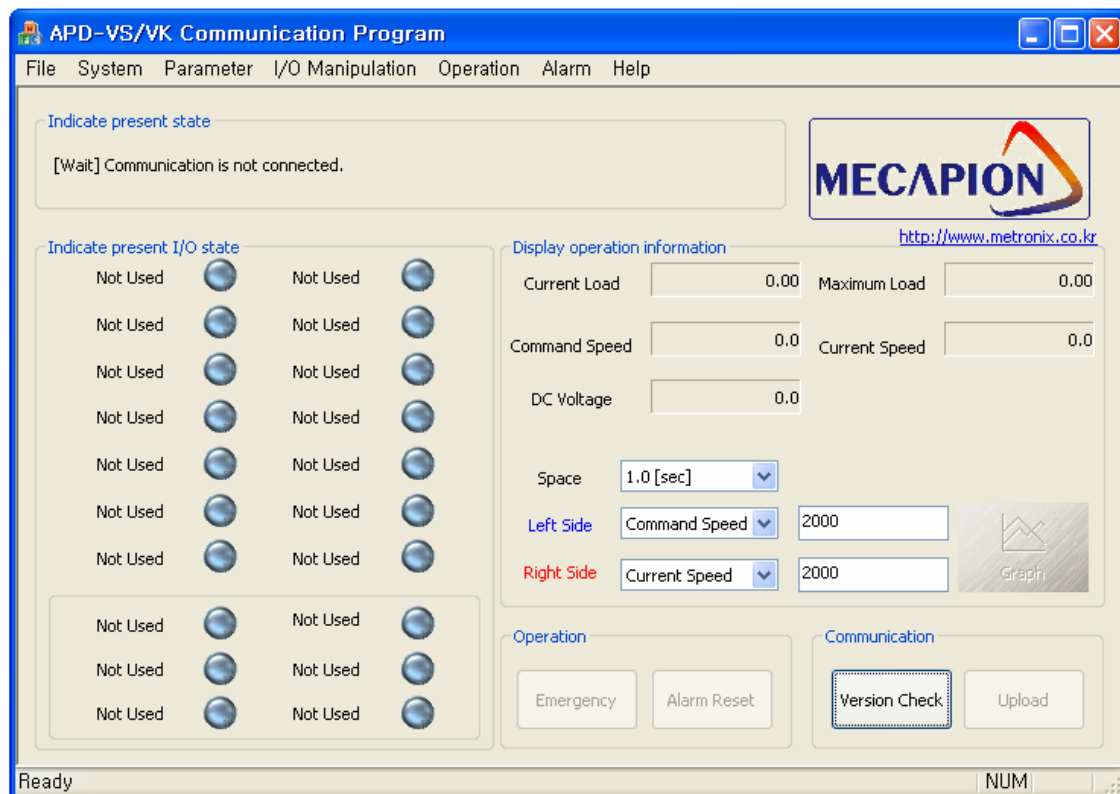 APD-VS/VK Communication Program
File System Parameter I/O Manipulation Operation Alarm Help
Indicate present state
[Wait] Communication is not connected.
MECAPION
http://www.metronix.co.kr
Indicate present I/O state
Not Used Not Used
Not Used Not Used
Not Used Not Used
Not Used Not Used
Not Used Not Used
Not Used Not Used
Not Used Not Used
Not Used Not Used
Not Used Not Used
Not Used Not Used
Display operation information
Current Load 0.00 Maximum Load 0.00
Command Speed 0.0 Current Speed 0.0
DC Voltage 0.0
Space 1.0 [sec]
Left Side Command Speed 2000
Right Side Current Speed 2000
Graph
Operation
Emergency Alarm Reset
Communication
Version Check Upload
Ready NUM